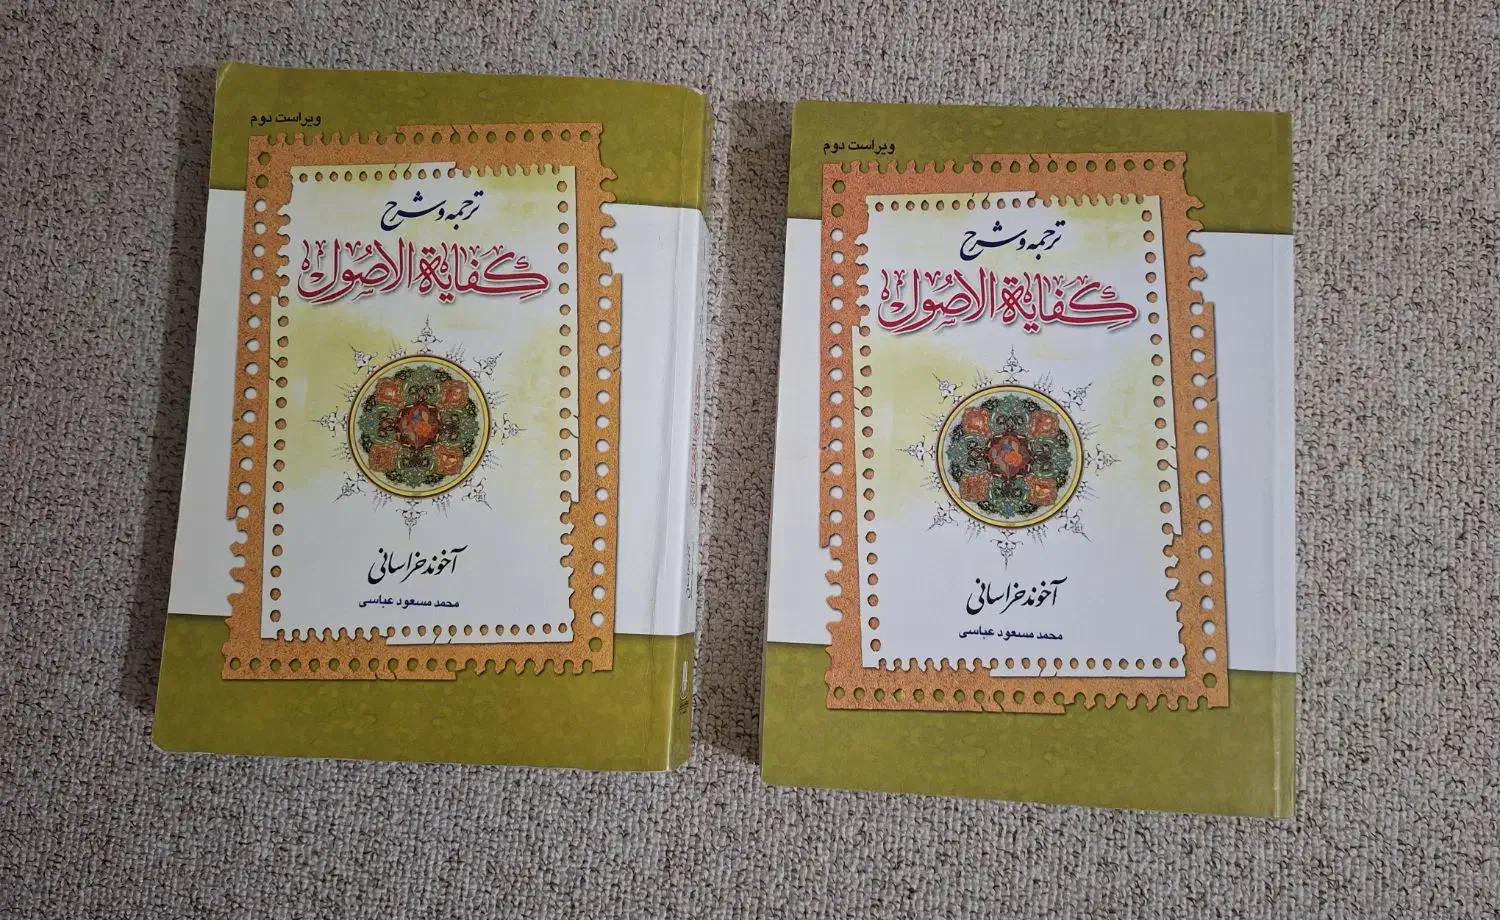 ویراست دوم
ترجمه و شرح
کفایة الاصول
آخوند خراسانی
محمد مسعود عباسی
ویراست دوم
ترجمه و شرح
کفایة الاصول
آخوند خراسانی
محمد مسعود عباسی